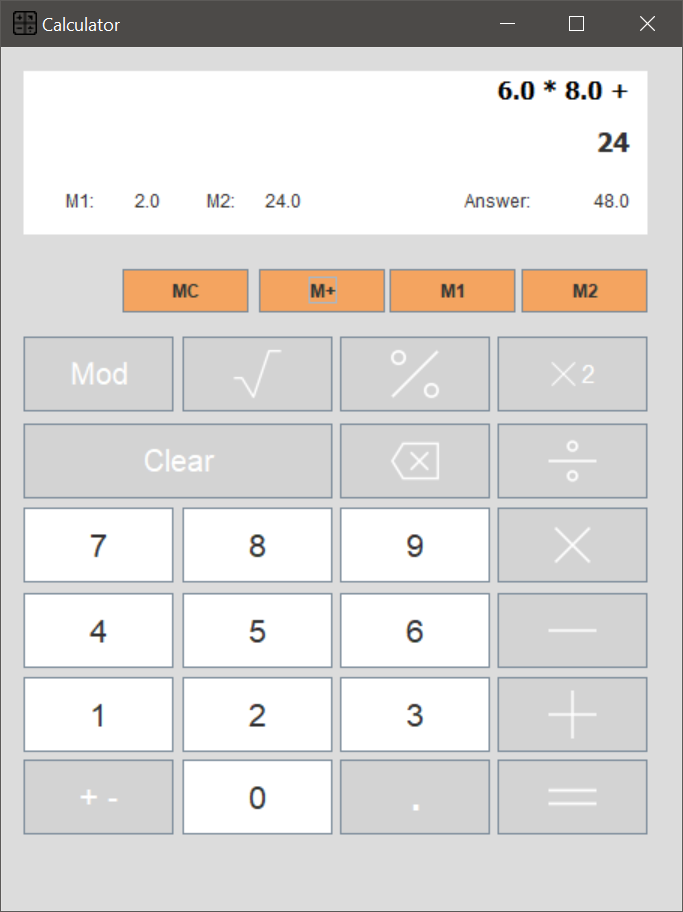 Calculator
6.0 * 8.0 +
24
M1: 2.0 M2: 24.0 Answer: 48.0
MC M+ M1 M2
Mod √ % ×2
Clear ÷
7 8 9 ×
4 5 6 −
1 2 3 +
+ - 0 . =